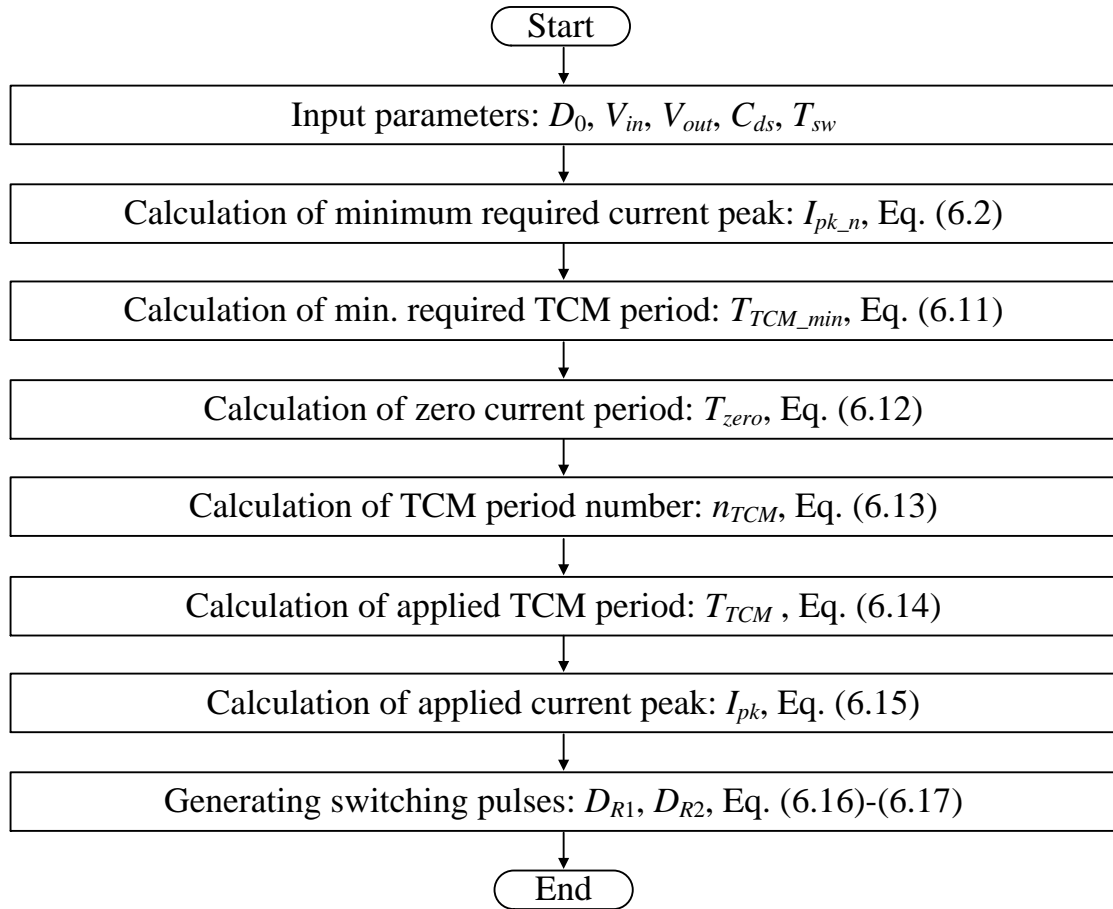 Start
Input parameters: D0, Vin, Vout, Cds, Tsw
Calculation of minimum required current peak: Ipk_n, Eq. (6.2)
Calculation of min. required TCM period: TTCM_min, Eq. (6.11)
Calculation of zero current period: Tzero, Eq. (6.12)
Calculation of TCM period number: nTCM, Eq. (6.13)
Calculation of applied TCM period: TTCM , Eq. (6.14)
Calculation of applied current peak: Ipk, Eq. (6.15)
Generating switching pulses: DR1, DR2, Eq. (6.16)-(6.17)
End